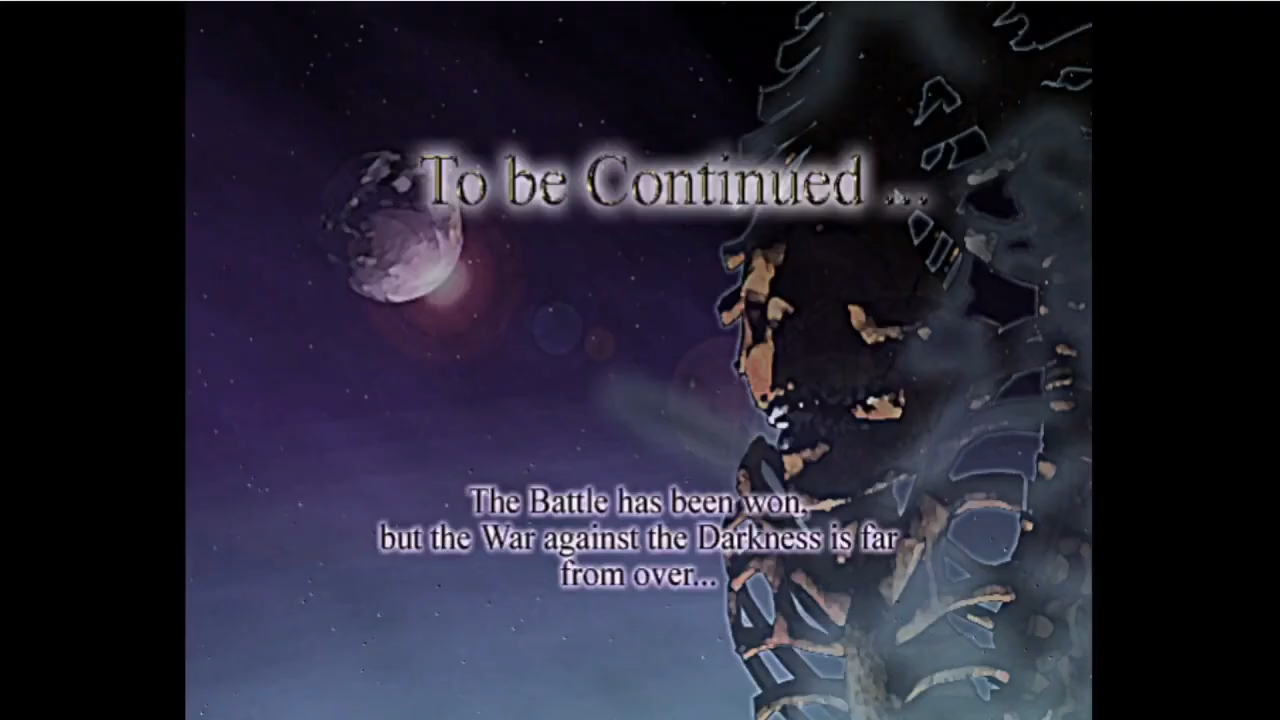 To be Continued ...
The Battle has been won,
but the War against the Darkness is far
from over...